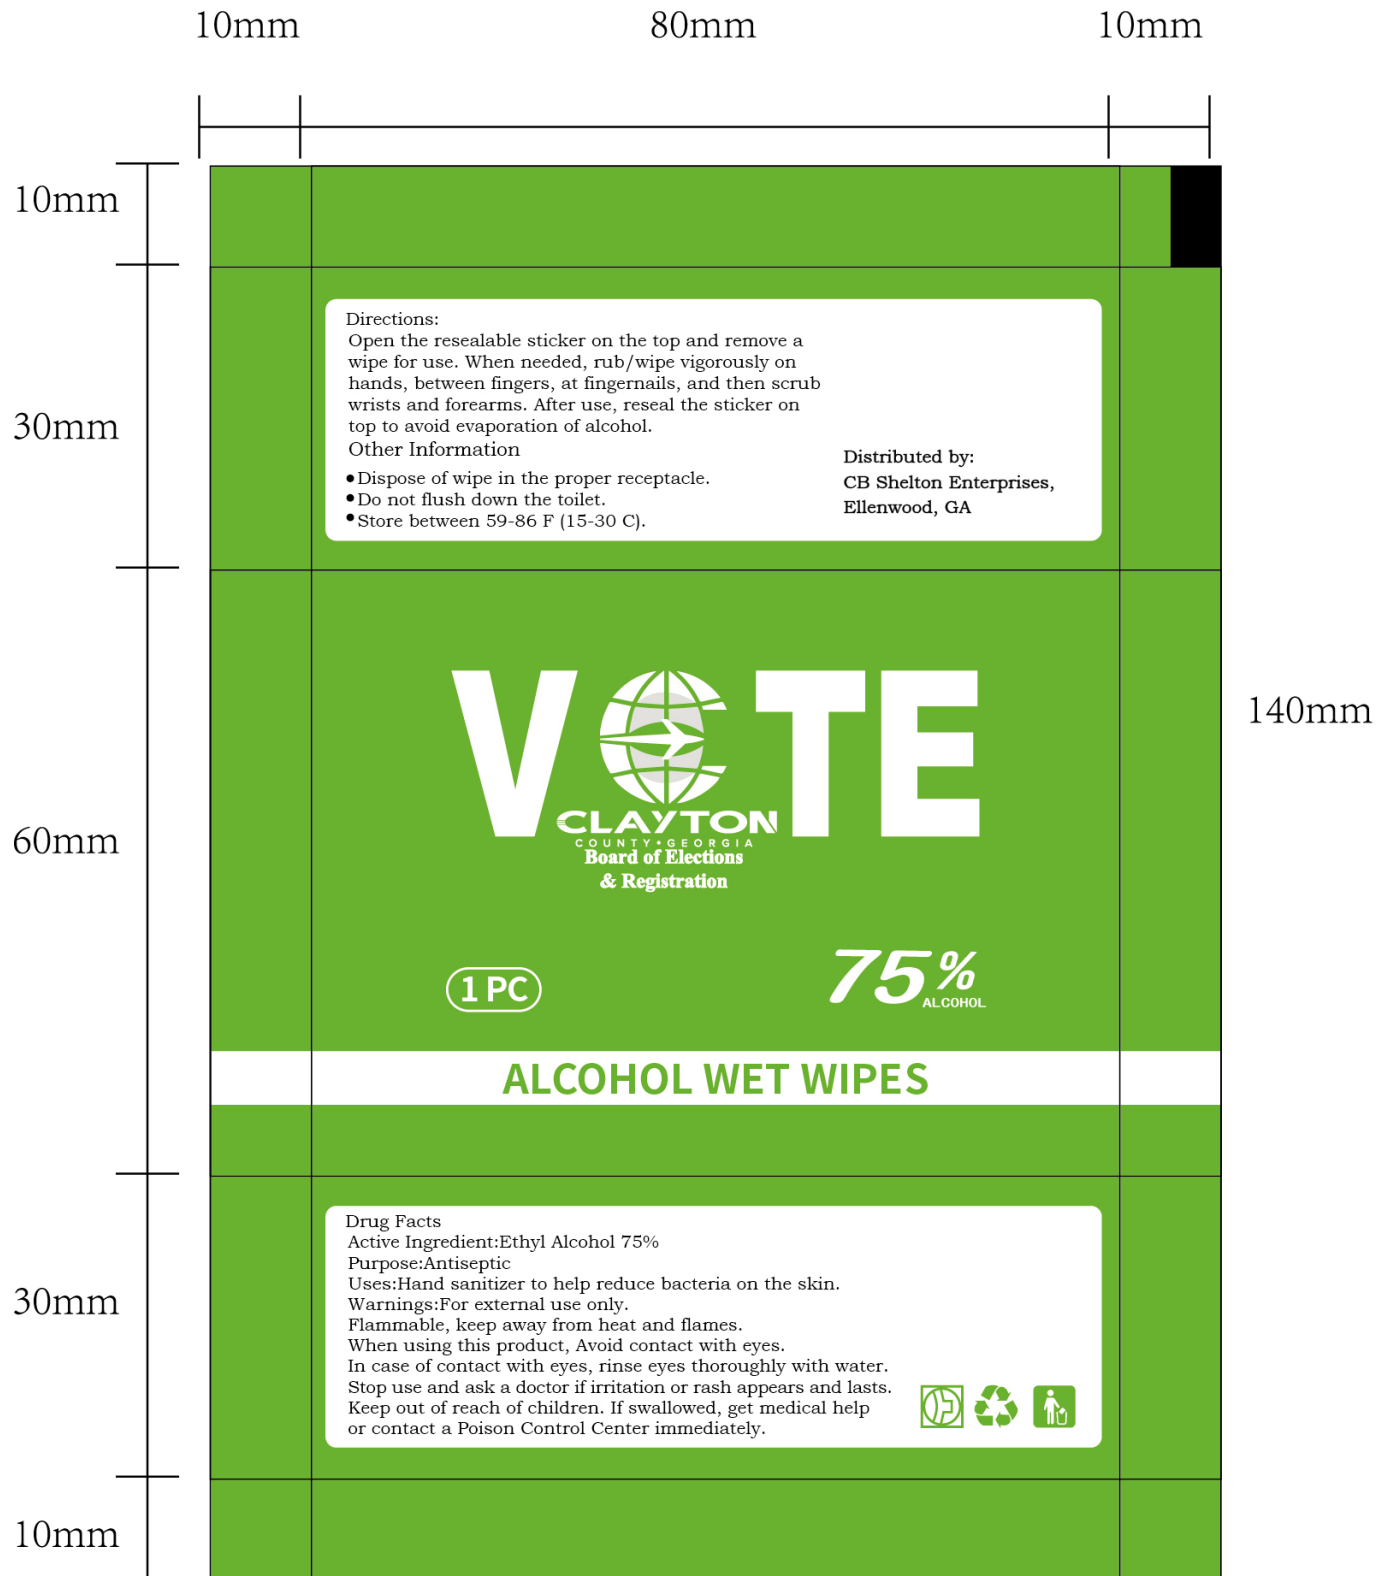 10mm 80mm 10mm
10mm
30mm
Directions:
Open the resealable sticker on the top and remove a
wipe for use. When needed, rub/wipe vigorously on
hands, between fingers, at fingernails, and then scrub
wrists and forearms. After use, reseal the sticker on
top to avoid evaporation of alcohol.
Other Information
●Dispose of wipe in the proper receptacle.
●Do not flush down the toilet.
●Store between 59-86 F (15-30 C).
Distributed by:
CB Shelton Enterprises,
Ellenwood, GA
140mm
60mm
VOTE
CLAYTON
COUNTY•GEORGIA
Board of Elections
& Registration
1 PC
75%
ALCOHOL
ALCOHOL WET WIPES
30mm
Drug Facts
Active Ingredient:Ethyl Alcohol 75%
Purpose:Antiseptic
Uses:Hand sanitizer to help reduce bacteria on the skin.
Warnings:For external use only.
Flammable, keep away from heat and flames.
When using this product, Avoid contact with eyes.
In case of contact with eyes, rinse eyes thoroughly with water.
Stop use and ask a doctor if irritation or rash appears and lasts.
Keep out of reach of children. If swallowed, get medical help
or contact a Poison Control Center immediately.
10mm